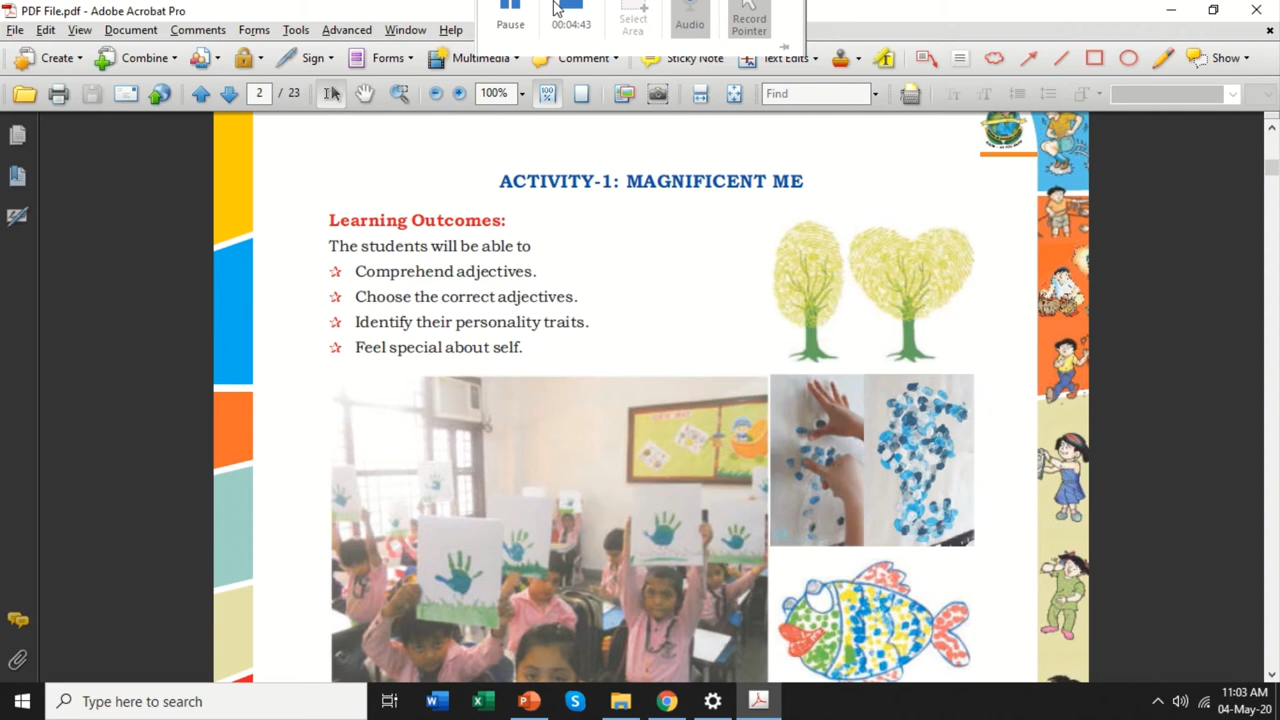 PDF File.pdf - Adobe Acrobat Pro
File Edit View Document Comments Forms Tools Advanced Window Help
Pause 00:04:43 Select Area Audio Record Pointer
Create Combine Sign Forms Multimedia Comment Sticky Note Text Edits Show
2 / 23 100% Find
ACTIVITY-1: MAGNIFICENT ME
Learning Outcomes:
The students will be able to
Comprehend adjectives.
Choose the correct adjectives.
Identify their personality traits.
Feel special about self.
Type here to search
11:03 AM
04-May-20